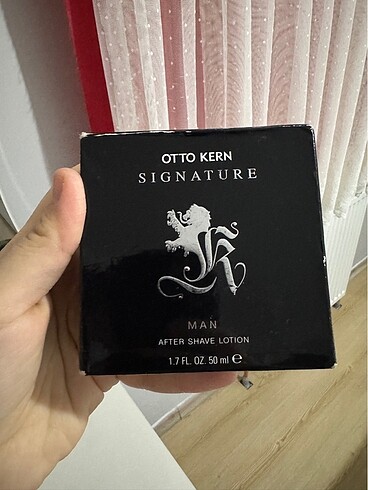 OTTO KERN
SIGNATURE
K
MAN
AFTER SHAVE LOTION
1.7 FL. OZ. 50 ml ℮